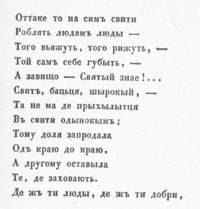 Оттаке то на симъ свити
Роблять людямъ люды —
Того вьяжуть, того рижуть, —
Той самъ себе губыть, —
А завищо — Святый знае!...
Свитъ, бацься, шырокый, —
Та не ма де прыхылытця
Въ свити одынокымъ;
Тому доля запродала
Одъ краю до краю,
А другому оставыла
Те, де заховають.
Де жъ ти люды, де жъ ти добри,